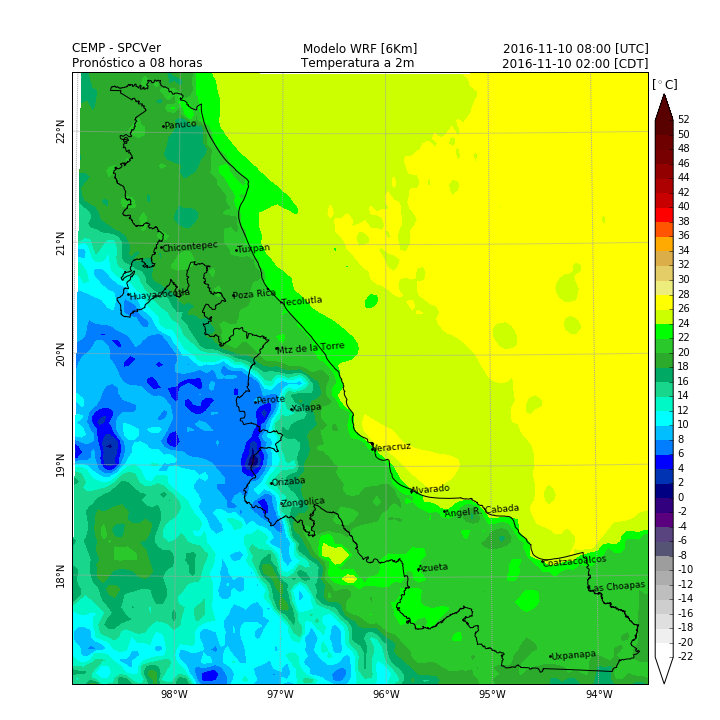 CEMP - SPCVer Modelo WRF [6Km] 2016-11-10 08:00 [UTC]
Pronóstico a 08 horas Temperatura a 2m 2016-11-10 02:00 [CDT]
[°C]
52
50
48
46
44
42
40
38
36
34
32
30
28
26
24
22
20
18
16
14
12
10
8
6
4
2
0
-2
-4
-6
-8
-10
-12
-14
-16
-18
-20
-22
22°N
21°N
20°N
19°N
18°N
Panuco
Chicontepec
Tuxpan
Huayacocotla
Poza Rica
Tecolutla
Mtz de la Torre
Perote
Xalapa
Veracruz
Orizaba
Alvarado
Zongolica
Angel R. Cabada
Azueta
Coatzacoalcos
Las Choapas
Uxpanapa
98°W 97°W 96°W 95°W 94°W